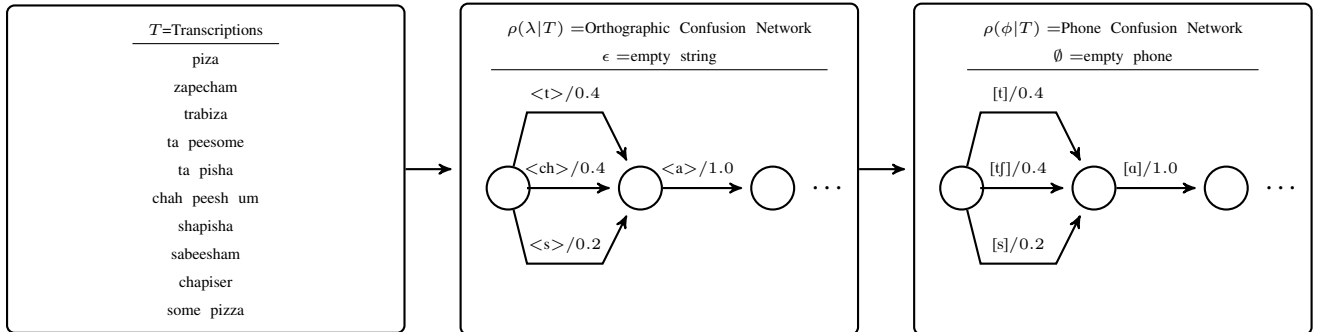 T=Transcriptions
piza
zapecham
trabiza
ta peesome
ta pisha
chah peesh um
shapisha
sabeesham
chapiser
some pizza
ρ(λ|T) =Orthographic Confusion Network
ϵ =empty string
<t>/0.4
<ch>/0.4
<a>/1.0
...
<s>/0.2
ρ(ϕ|T) =Phone Confusion Network
∅ =empty phone
[t]/0.4
[tʃ]/0.4
[ɑ]/1.0
...
[s]/0.2